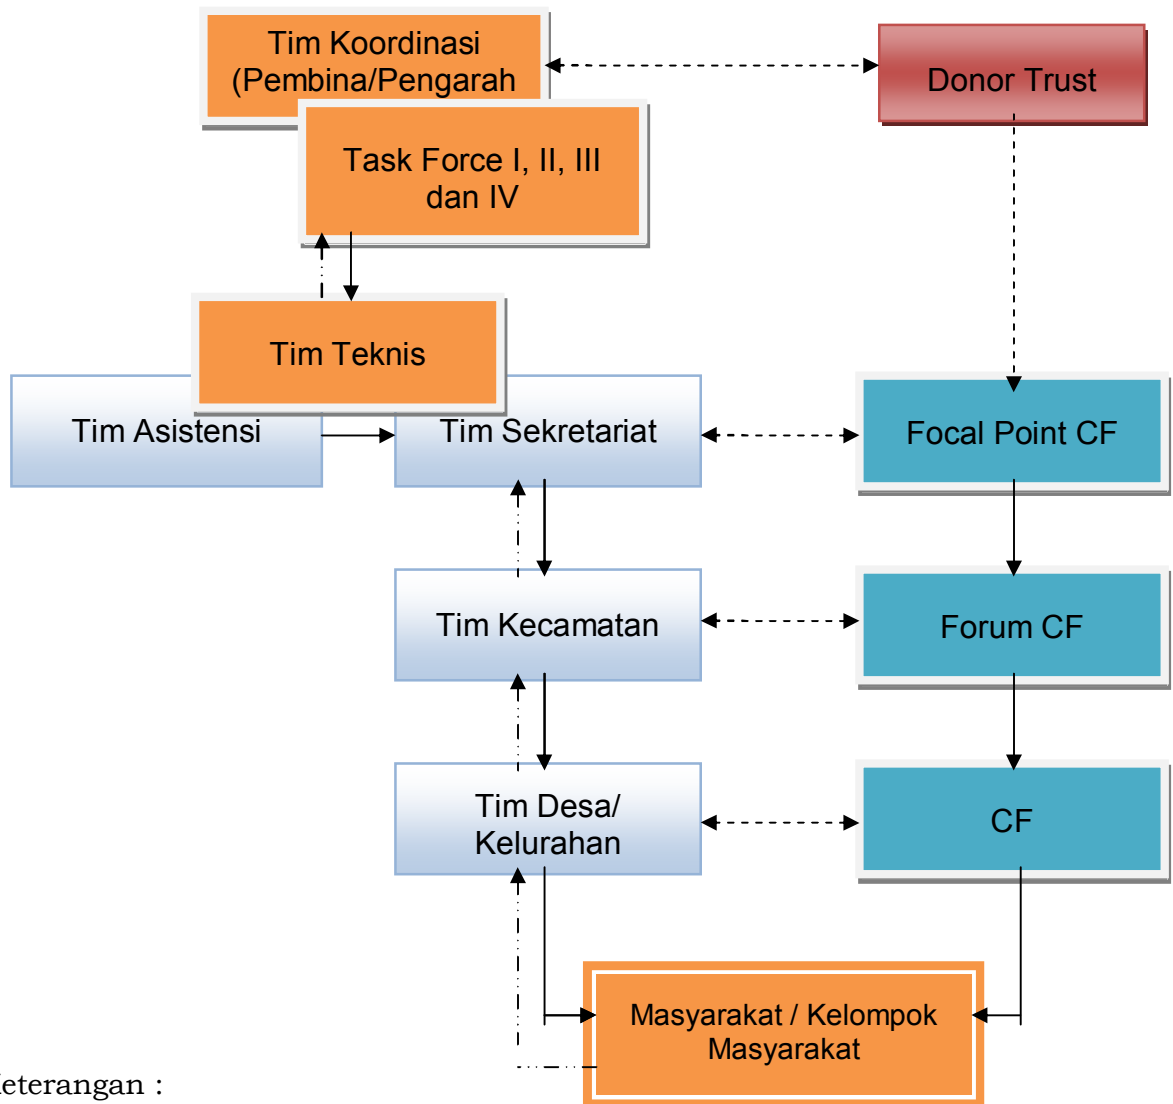 Tim Koordinasi
(Pembina/Pengarah
Donor Trust
Task Force I, II, III
dan IV
Tim Teknis
Tim Asistensi
Tim Sekretariat
Focal Point CF
Tim Kecamatan
Forum CF
Tim Desa/
Kelurahan
CF
Masyarakat / Kelompok
Masyarakat
eterangan :